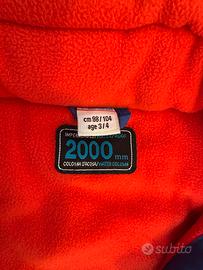 cm 98/104
age 3/4
2000 mm
COLONNA D'ACQUA/WATER COLUMN
subito